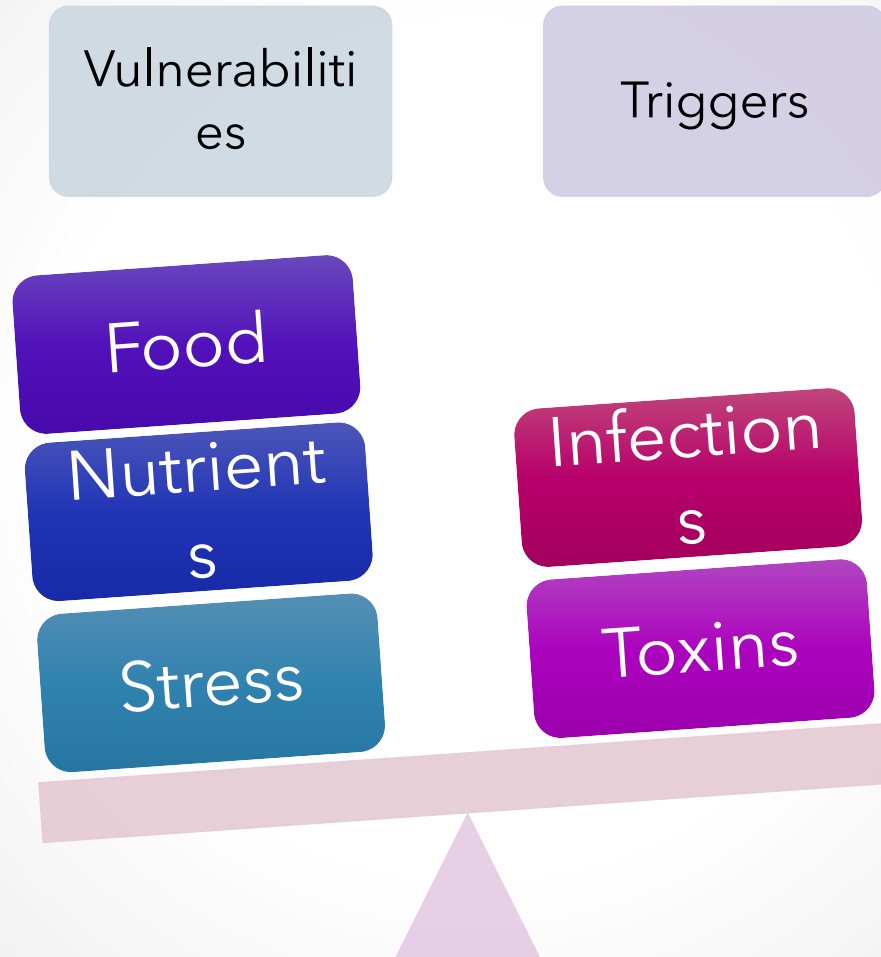 Vulnerabiliti
es
Triggers
Food
Nutrient
s
Stress
Infection
s
Toxins